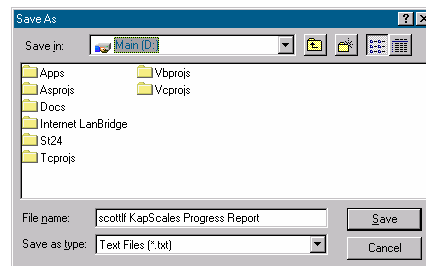 Save As
Save in: Main (D:)
Apps
Asprojs
Docs
Internet LanBridge
St24
Tcprojs
Vbprojs
Vcprojs
File name: scottlf KapScales Progress Report
Save
Save as type: Text Files (*.txt)
Cancel